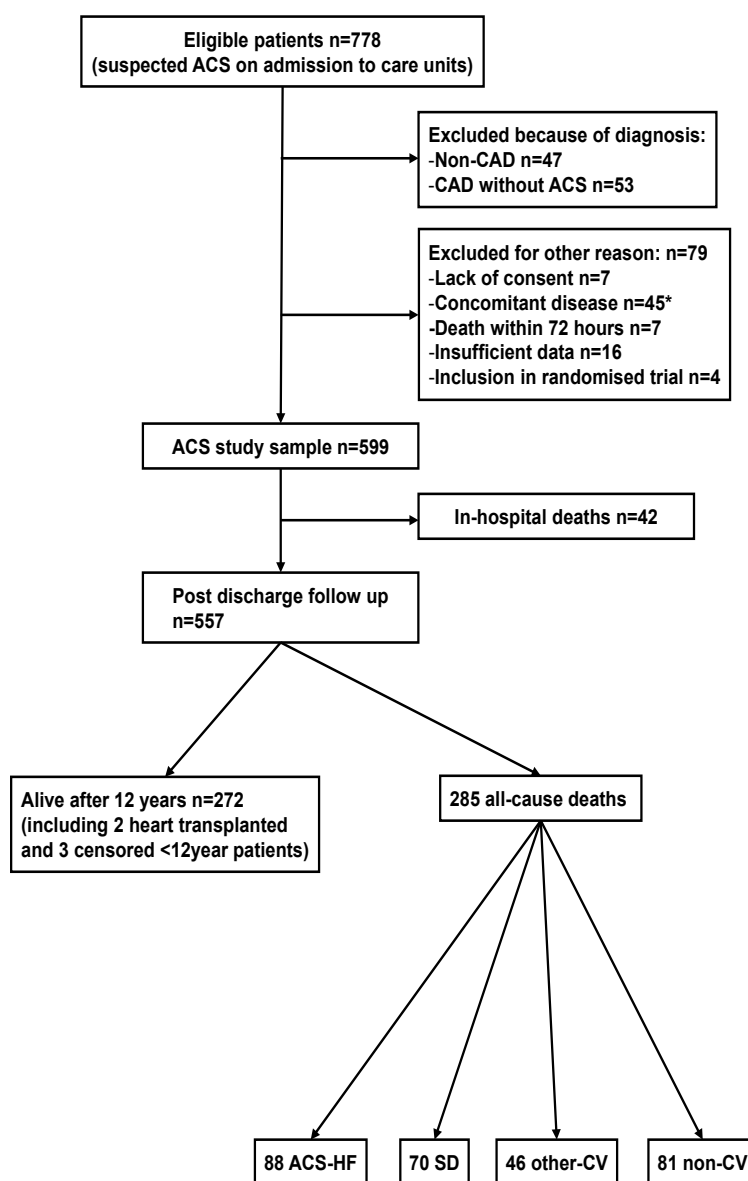 Eligible patients n=778
(suspected ACS on admission to care units)
Excluded because of diagnosis:
-Non-CAD n=47
-CAD without ACS n=53
Excluded for other reason: n=79
-Lack of consent n=7
-Concomitant disease n=45*
-Death within 72 hours n=7
-Insufficient data n=16
-Inclusion in randomised trial n=4
ACS study sample n=599
In-hospital deaths n=42
Post discharge follow up
n=557
Alive after 12 years n=272
(including 2 heart transplanted
and 3 censored <12year patients)
285 all-cause deaths
88 ACS-HF
70 SD
46 other-CV
81 non-CV